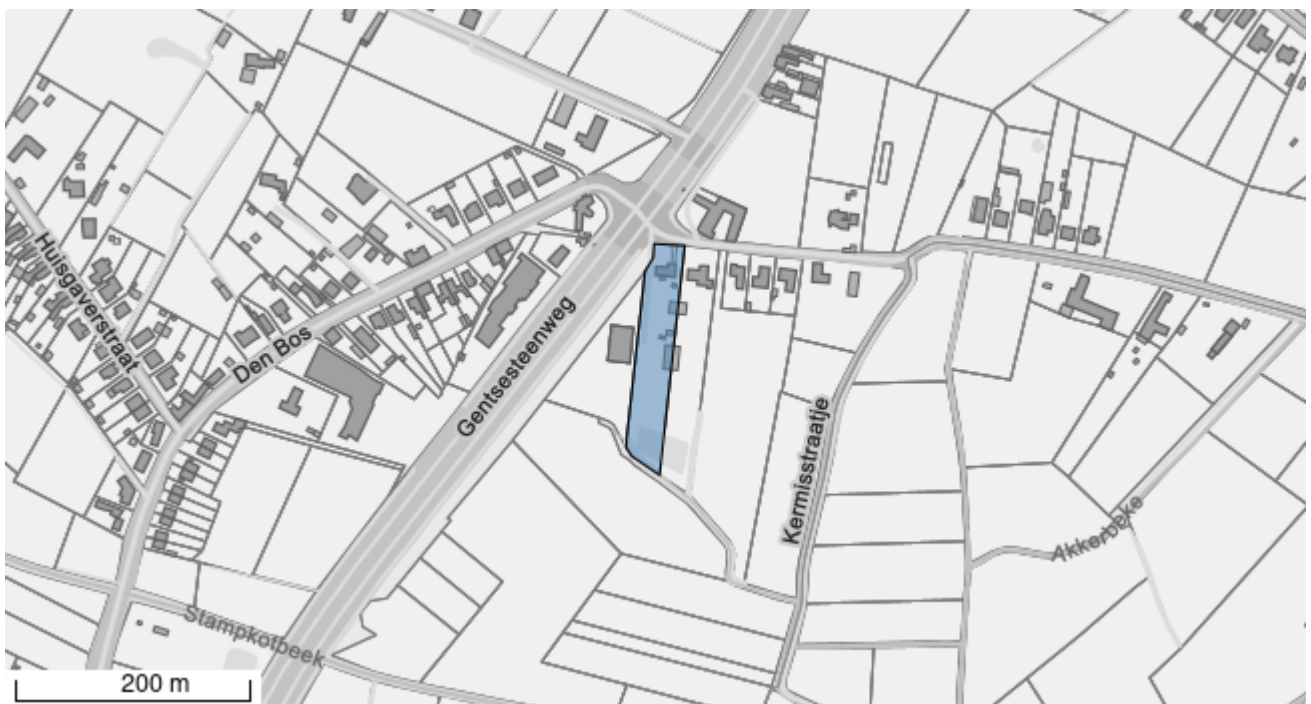 Huisgaverstraat
Den Bos
Gentsesteenweg
Kermisstraatje
Akkerbeke
Stampkotbeek
200 m